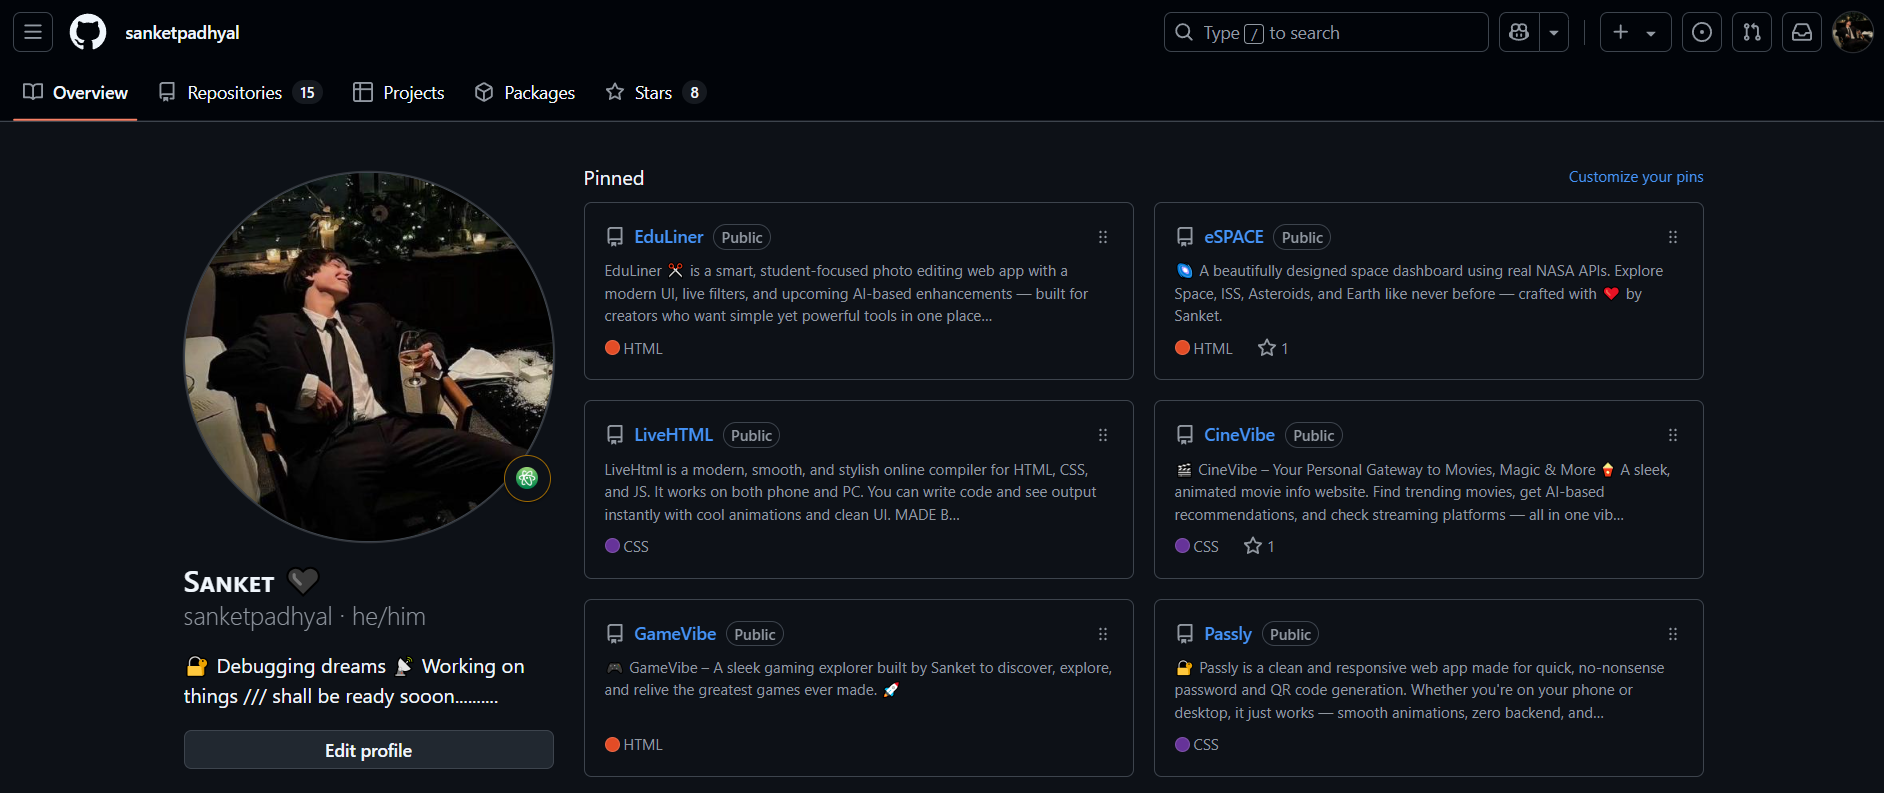 sanketpadhyal
Type / to search
Overview
Repositories 15
Projects
Packages
Stars 8
Sᴀɴᴋᴇᴛ 🖤
sanketpadhyal · he/him
🔐 Debugging dreams 📡 Working on
things /// shall be ready sooon..........
Edit profile
Pinned
Customize your pins
EduLiner Public
EduLiner ✂️ is a smart, student-focused photo editing web app with a
modern UI, live filters, and upcoming AI-based enhancements — built for
creators who want simple yet powerful tools in one place...
HTML
eSPACE Public
🌌 A beautifully designed space dashboard using real NASA APIs. Explore
Space, ISS, Asteroids, and Earth like never before — crafted with ❤️ by
Sanket.
HTML 1
LiveHTML Public
LiveHtml is a modern, smooth, and stylish online compiler for HTML, CSS,
and JS. It works on both phone and PC. You can write code and see output
instantly with cool animations and clean UI. MADE B...
CSS
CineVibe Public
🎬 CineVibe – Your Personal Gateway to Movies, Magic & More 🍿 A sleek,
animated movie info website. Find trending movies, get AI-based
recommendations, and check streaming platforms — all in one vib...
CSS 1
GameVibe Public
🎮 GameVibe – A sleek gaming explorer built by Sanket to discover, explore,
and relive the greatest games ever made. 🚀
HTML
Passly Public
🔐 Passly is a clean and responsive web app made for quick, no-nonsense
password and QR code generation. Whether you're on your phone or
desktop, it just works — smooth animations, zero backend, and...
CSS